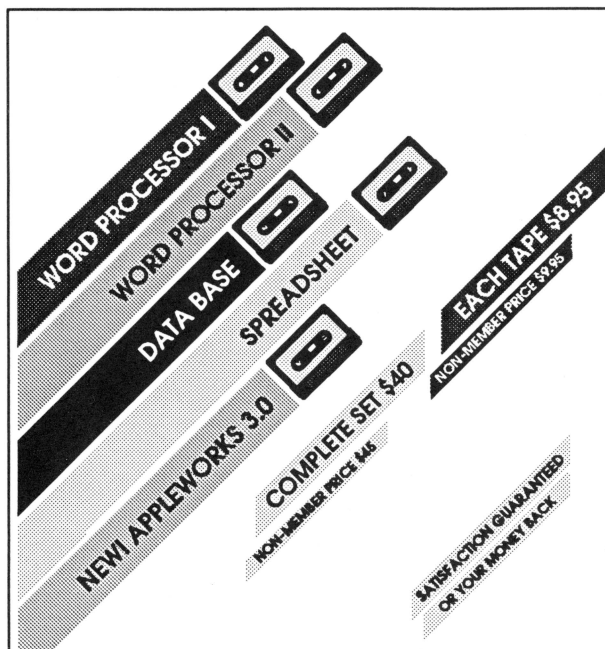 WORD PROCESSOR I
WORD PROCESSOR II
DATA BASE
SPREADSHEET
NEW! APPLEWORKS 3.0
EACH TAPE $8.95
NON-MEMBER PRICE $9.95
COMPLETE SET $40
NON-MEMBER PRICE $45
SATISFACTION GUARANTEED
OR YOUR MONEY BACK